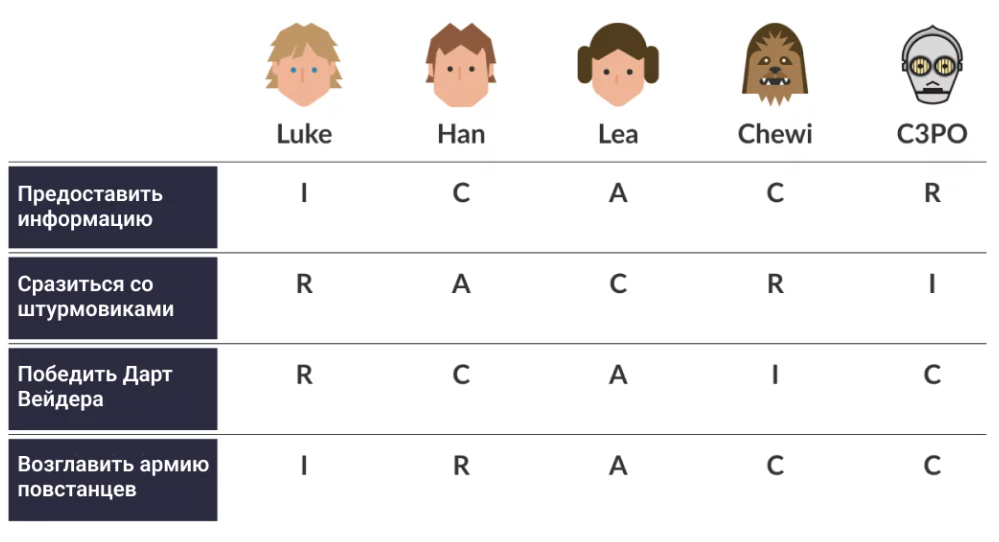 Luke Han Lea Chewi C3PO
Предоставить
информацию
I C A C R
Сразиться со
штурмовиками
R A C R I
Победить Дарт
Вейдера
R C A I C
Возглавить армию
повстанцев
I R A C C